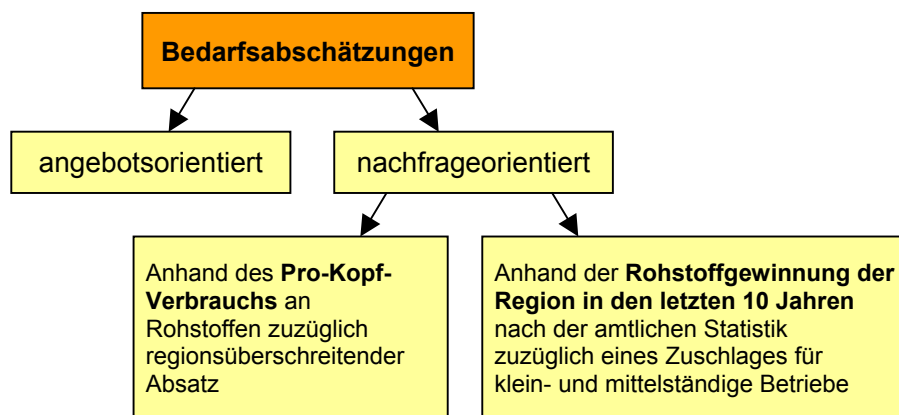 Bedarfsabschätzungen
angebotsorientiert
nachfrageorientiert
Anhand des Pro-Kopf-
Verbrauchs an
Rohstoffen zuzüglich
regionsüberschreitender
Absatz
Anhand der Rohstoffgewinnung der
Region in den letzten 10 Jahren
nach der amtlichen Statistik
zuzüglich eines Zuschlages für
klein- und mittelständige Betriebe